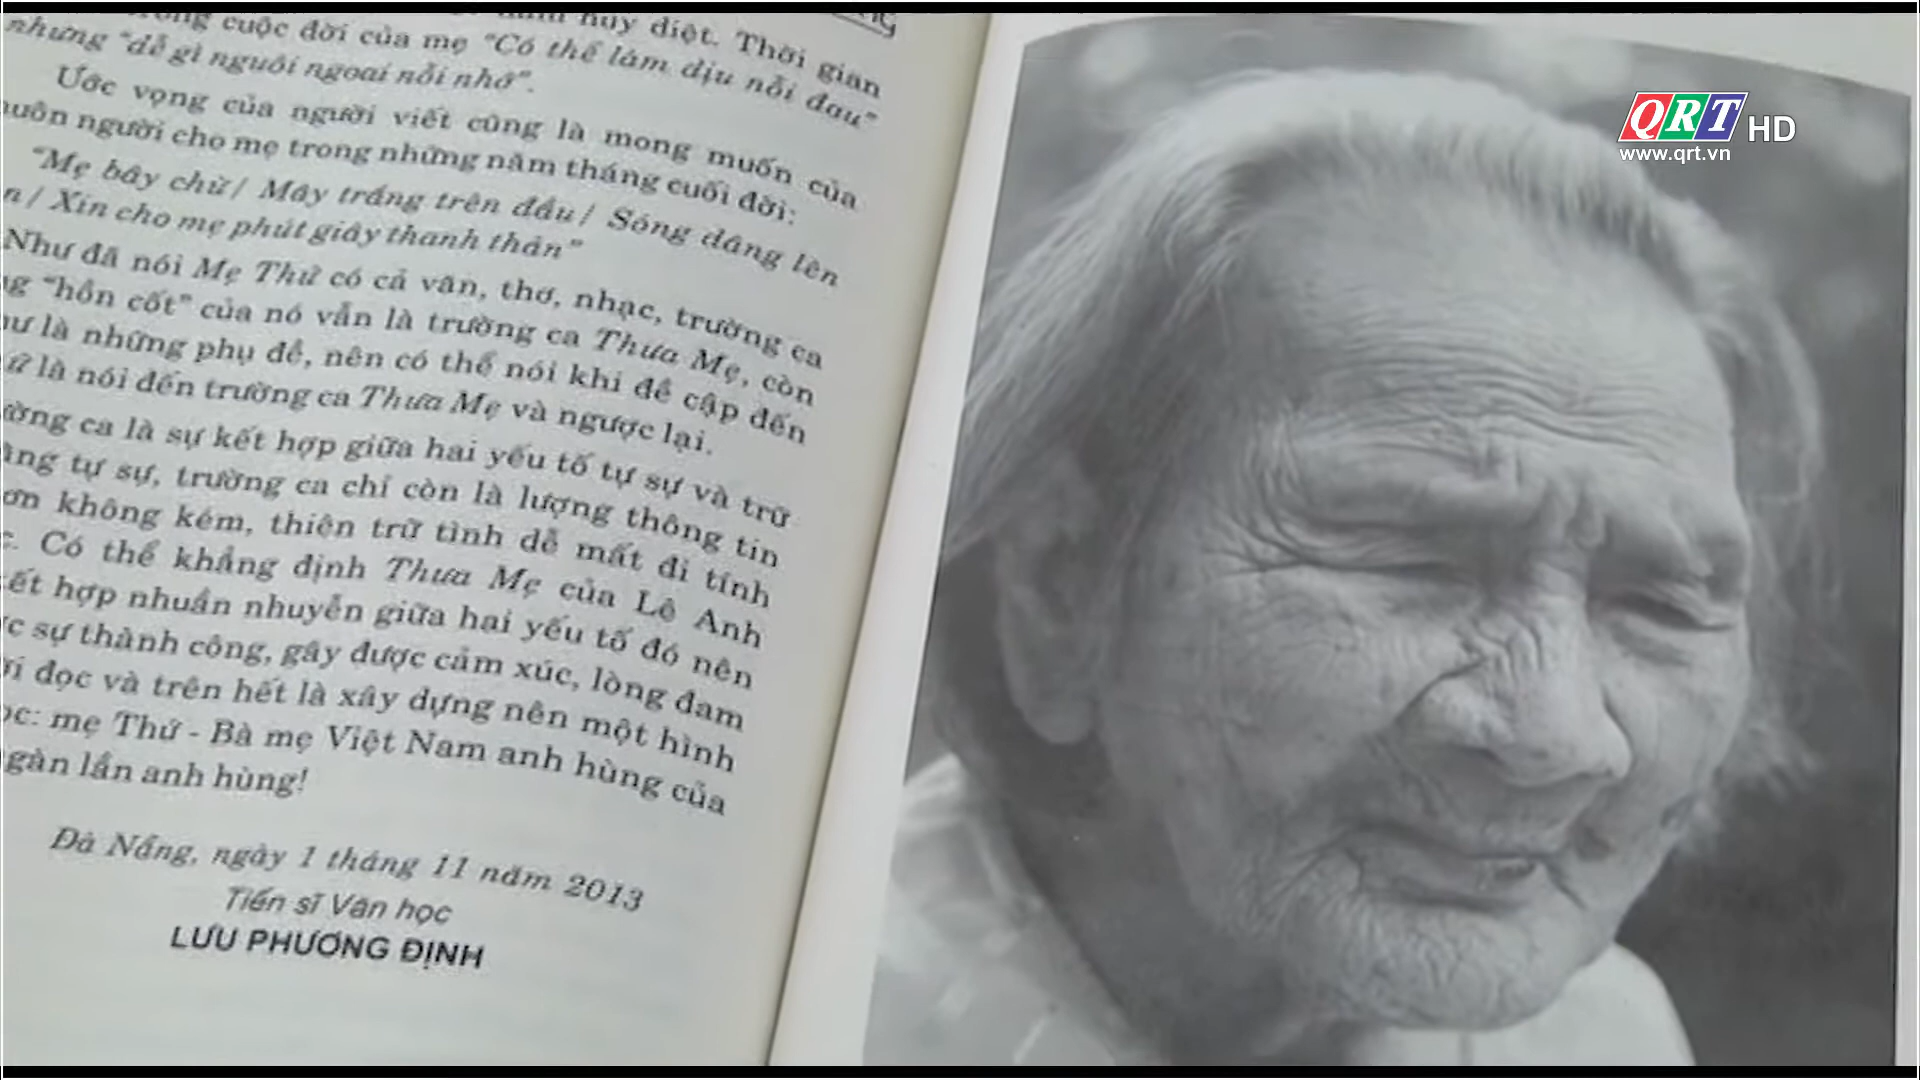 hủy diệt. Thời gian
trong cuộc đời của mẹ “Có thể làm dịu nỗi đau”
nhưng “dễ gì nguôi ngoai nỗi nhớ”.
Ước vọng của người viết cũng là mong muốn của
muôn người cho mẹ trong những năm tháng cuối đời:
“Mẹ bây chừ/ Mây trắng trên đầu/ Sóng dâng lên
/ Xin cho mẹ phút giây thanh thản”
Như đã nói Mẹ Thứ có cả văn, thơ, nhạc, trường ca
“hồn cốt” của nó vẫn là trường ca Thưa Mẹ, còn
là những phụ đề, nên có thể nói khi đề cập đến
là nói đến trường ca Thưa Mẹ và ngược lại.
ca là sự kết hợp giữa hai yếu tố tự sự và trữ
tự sự, trường ca chỉ còn là lượng thông tin
không kém, thiên trữ tình dễ mất đi tính
Có thể khẳng định Thưa Mẹ của Lê Anh
kết hợp nhuần nhuyễn giữa hai yếu tố đó nên
sự thành công, gây được cảm xúc, lòng đam
đọc và trên hết là xây dựng nên một hình
mẹ Thứ - Bà mẹ Việt Nam anh hùng của
ngàn lần anh hùng!
Đà Nẵng, ngày 1 tháng 11 năm 2013
Tiến sĩ Văn học
LƯU PHƯƠNG ĐỊNH
QRT HD
www.qrt.vn